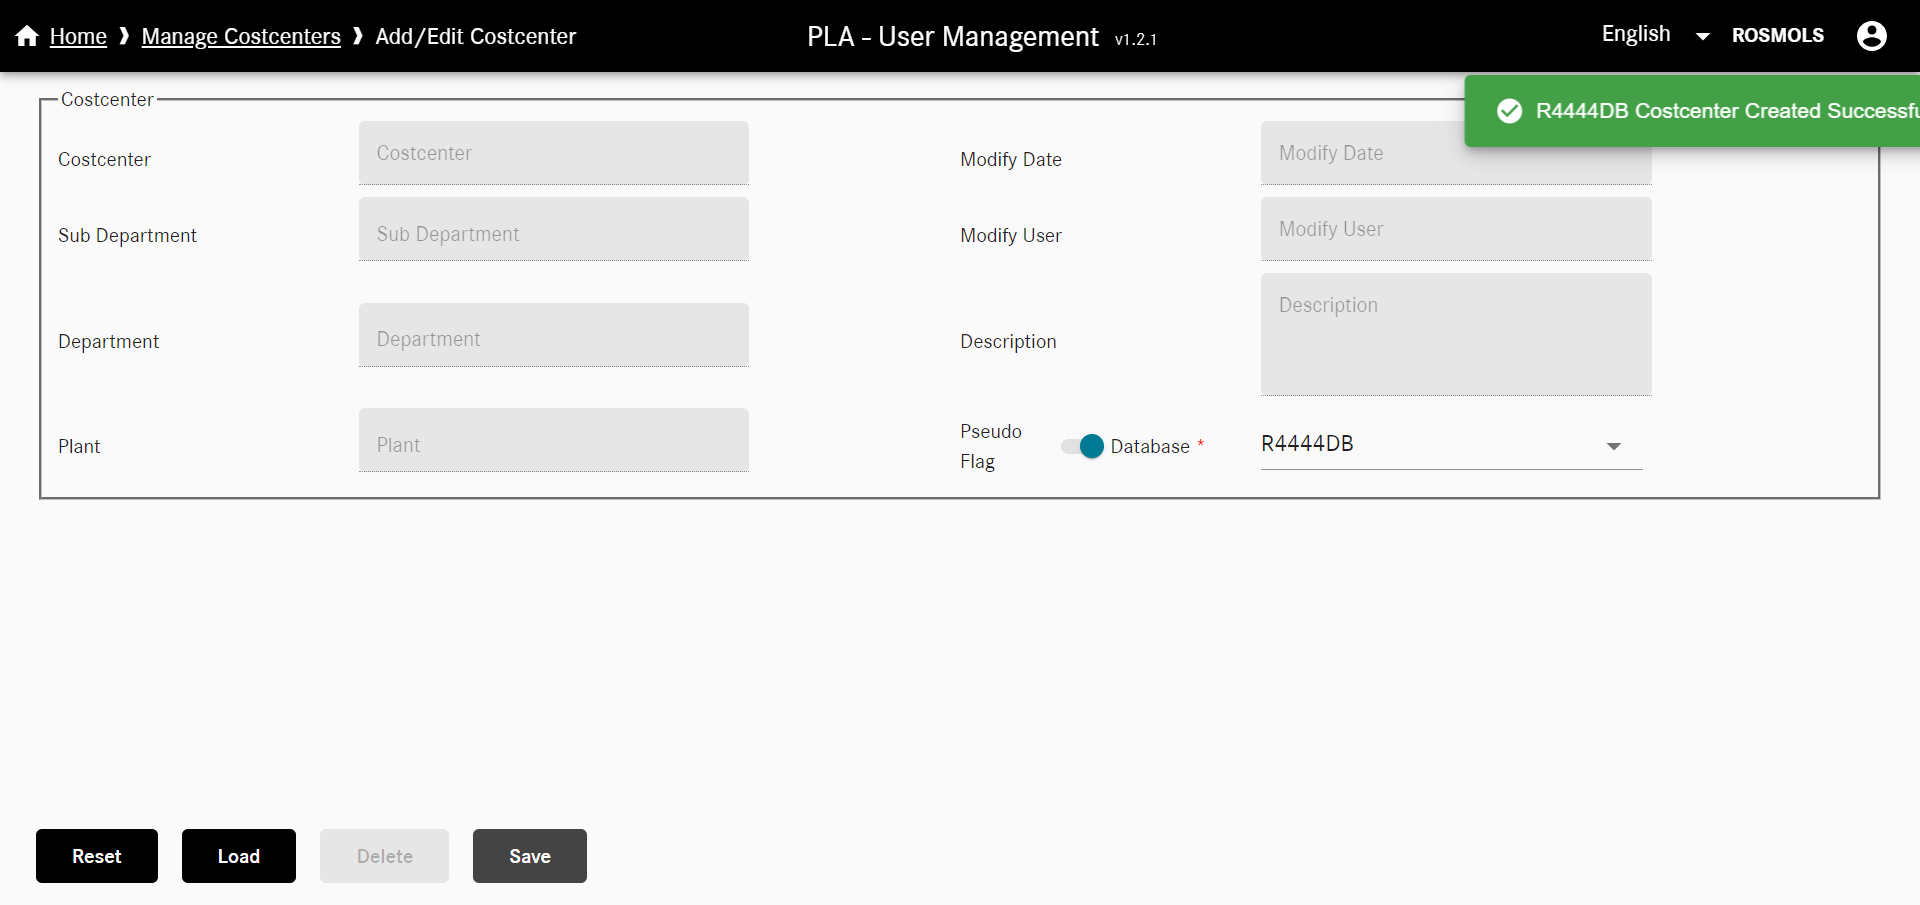 Home ❱ Manage Costcenters ❱ Add/Edit Costcenter
PLA - User Management v1.2.1
English
ROSMOLS
R4444DB Costcenter Created Successfu
Costcenter
Costcenter
Costcenter
Modify Date
Modify Date
Sub Department
Sub Department
Modify User
Modify User
Department
Department
Description
Description
Plant
Plant
Pseudo
Flag
Database *
R4444DB
Reset
Load
Delete
Save